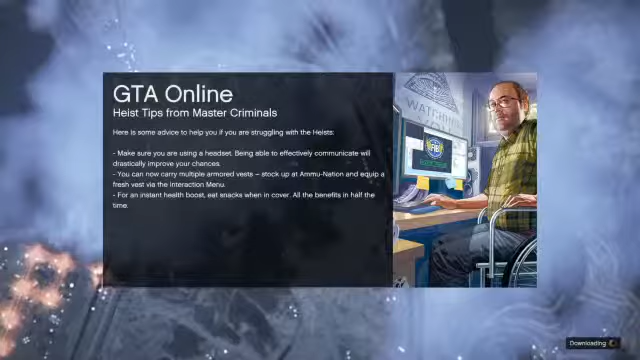 GTA Online
Heist Tips from Master Criminals
Here is some advice to help you if you are struggling with the Heists:
- Make sure you are using a headset. Being able to effectively communicate will
drastically improve your chances.
- You can now carry multiple armored vests – stock up at Ammu-Nation and equip a
fresh vest via the Interaction Menu.
- For an instant health boost, eat snacks when in cover. All the benefits in half the
time.
WATCHING
FIB
Downloading